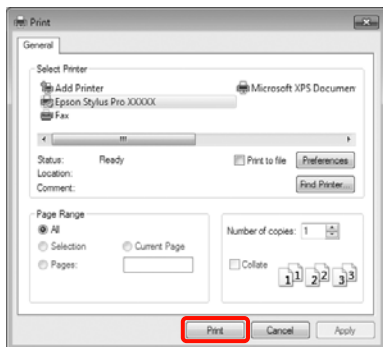 Print
General
Select Printer
Add Printer
Microsoft XPS Documen
Epson Stylus Pro XXXXX
Fax
Status: Ready
Print to file
Preferences
Location:
Comment:
Find Printer...
Page Range
All
Selection
Current Page
Pages:
Number of copies: 1
Collate
1 1 2 2 3 3
Print
Cancel
Apply